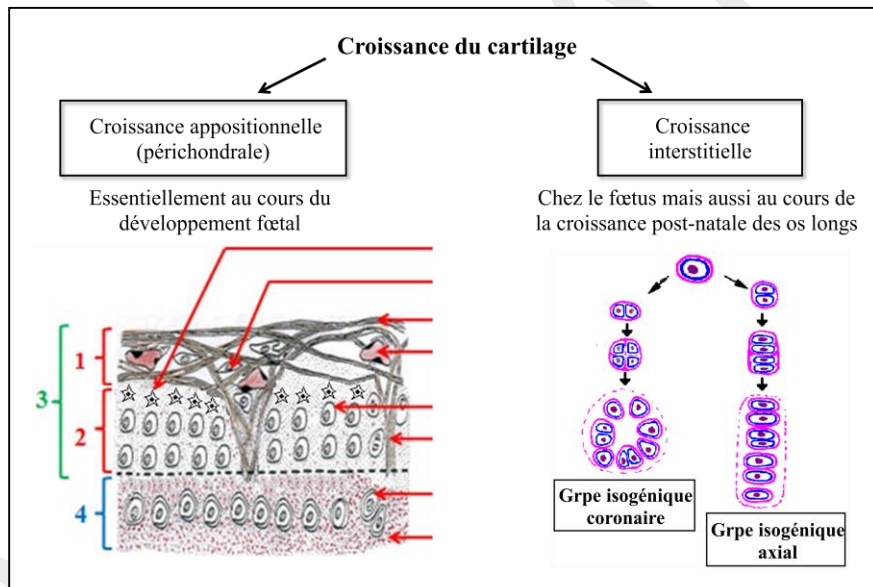 Croissance du cartilage
Croissance appositionnelle
(périchondrale)
Essentiellement au cours du
développement fœtal
Croissance
interstitielle
Chez le fœtus mais aussi au cours de
la croissance post-natale des os longs
1
3
2
4
Grpe isogénique
coronaire
Grpe isogénique
axial